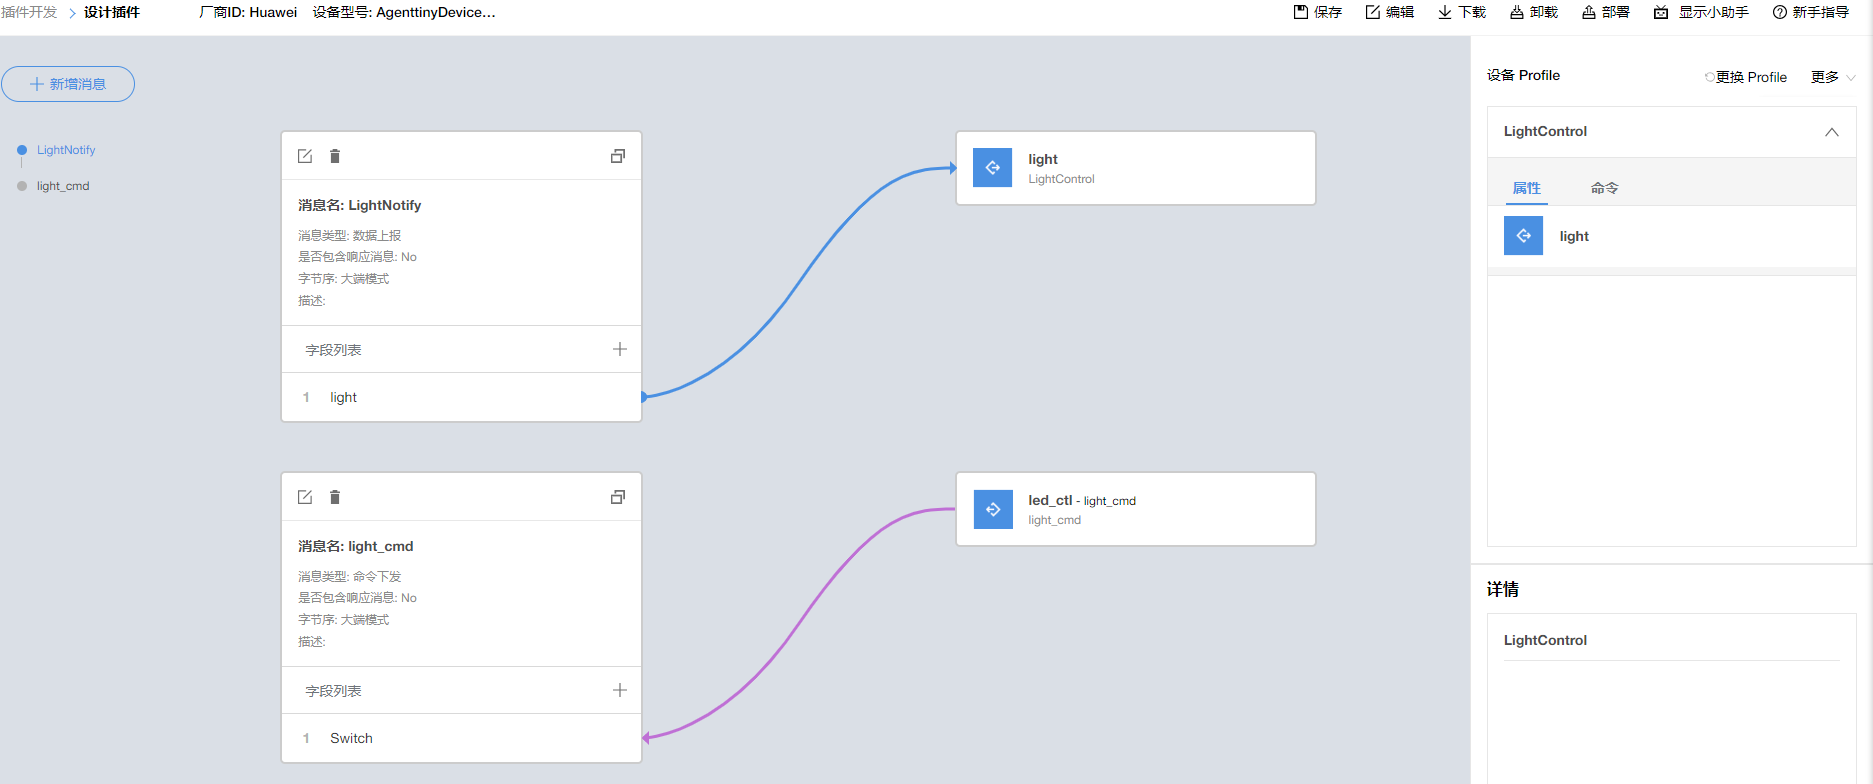 插件开发 > 设计插件 厂商ID: Huawei 设备型号: AgenttinyDevice... 保存 编辑 下载 卸载 部署 显示小助手 新手指导
新增消息
LightNotify
light_cmd
消息名: LightNotify
消息类型: 数据上报
是否包含响应消息: No
字节序: 大端模式
描述:
字段列表
1 light
light
LightControl
消息名: light_cmd
消息类型: 命令下发
是否包含响应消息: No
字节序: 大端模式
描述:
字段列表
1 Switch
led_ctl - light_cmd
light_cmd
设备 Profile 更换 Profile 更多
LightControl
属性 命令
light
详情
LightControl